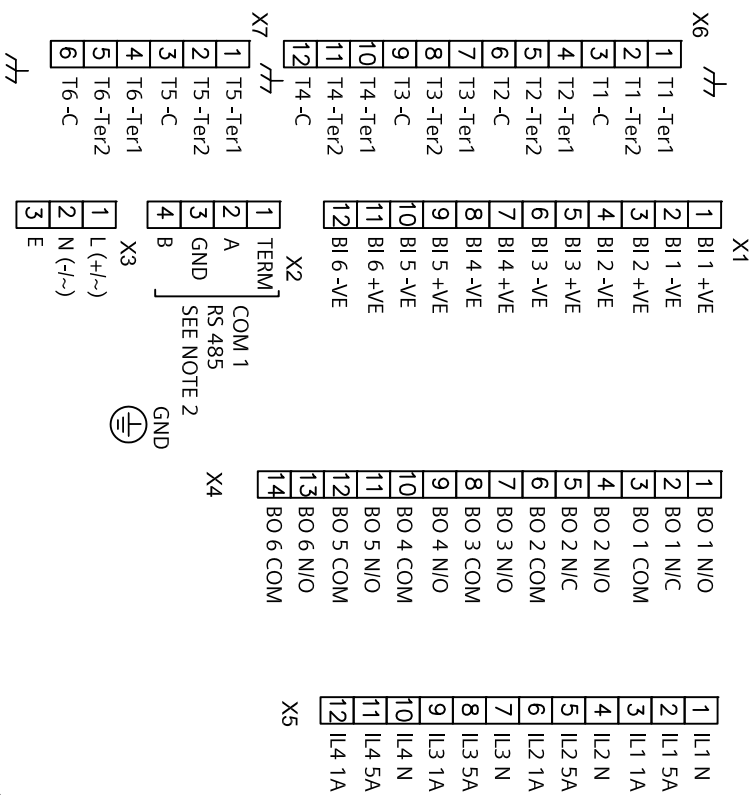 X6
1 T1 -Ter1
2 T1 -Ter2
3 T1 -C
4 T2 -Ter1
5 T2 -Ter2
6 T2 -C
7 T3 -Ter1
8 T3 -Ter2
9 T3 -C
10 T4 -Ter1
11 T4 -Ter2
12 T4 -C
X7
1 T5 -Ter1
2 T5 -Ter2
3 T5 -C
4 T6 -Ter1
5 T6 -Ter2
6 T6 -C
X1
1 BI 1 +VE
2 BI 1 -VE
3 BI 2 +VE
4 BI 2 -VE
5 BI 3 +VE
6 BI 3 -VE
7 BI 4 +VE
8 BI 4 -VE
9 BI 5 +VE
10 BI 5 -VE
11 BI 6 +VE
12 BI 6 -VE
X2
1 TERM
2 A
3 GND
4 B
COM 1
RS 485
SEE NOTE 2
X3
1 L (+/~)
2 N (-/~)
3 E
GND
X4
1 BO 1 N/O
2 BO 1 N/C
3 BO 1 COM
4 BO 2 N/O
5 BO 2 N/C
6 BO 2 COM
7 BO 3 N/O
8 BO 3 COM
9 BO 4 N/O
10 BO 4 COM
11 BO 5 N/O
12 BO 5 COM
13 BO 6 N/O
14 BO 6 COM
X5
1 IL1 N
2 IL1 5A
3 IL1 1A
4 IL2 N
5 IL2 5A
6 IL2 1A
7 IL3 N
8 IL3 5A
9 IL3 1A
10 IL4 N
11 IL4 5A
12 IL4 1A